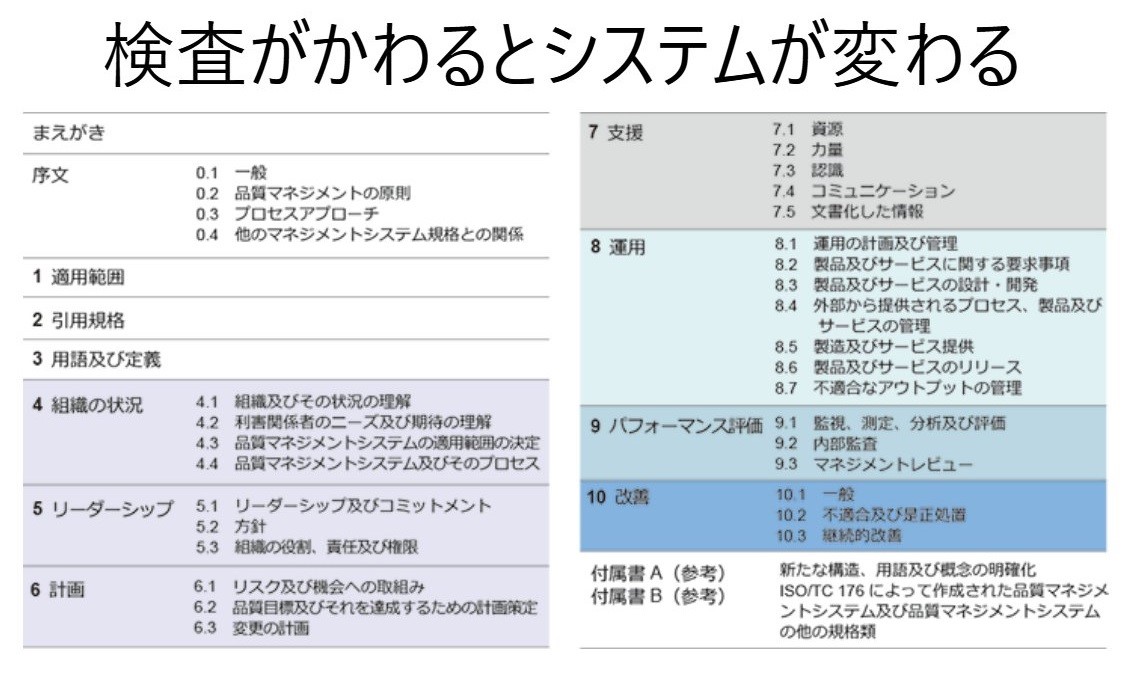 検査がかわるとシステムが変わる
まえがき
序文
0.1 一般
0.2 品質マネジメントの原則
0.3 プロセスアプローチ
0.4 他のマネジメントシステム規格との関係
1 適用範囲
2 引用規格
3 用語及び定義
4 組織の状況
4.1 組織及びその状況の理解
4.2 利害関係者のニーズ及び期待の理解
4.3 品質マネジメントシステムの適用範囲の決定
4.4 品質マネジメントシステム及びそのプロセス
5 リーダーシップ
5.1 リーダーシップ及びコミットメント
5.2 方針
5.3 組織の役割、責任及び権限
6 計画
6.1 リスク及び機会への取組み
6.2 品質目標及びそれを達成するための計画策定
6.3 変更の計画
7 支援
7.1 資源
7.2 力量
7.3 認識
7.4 コミュニケーション
7.5 文書化した情報
8 運用
8.1 運用の計画及び管理
8.2 製品及びサービスに関する要求事項
8.3 製品及びサービスの設計・開発
8.4 外部から提供されるプロセス、製品及び
サービスの管理
8.5 製造及びサービス提供
8.6 製品及びサービスのリリース
8.7 不適合なアウトプットの管理
9 パフォーマンス評価
9.1 監視、測定、分析及び評価
9.2 内部監査
9.3 マネジメントレビュー
10 改善
10.1 一般
10.2 不適合及び是正処置
10.3 継続的改善
付属書 A（参考）
新たな構造、用語及び概念の明確化
付属書 B（参考）
ISO/TC 176 によって作成された品質マネジメ
ントシステム及び品質マネジメントシステム
の他の規格類